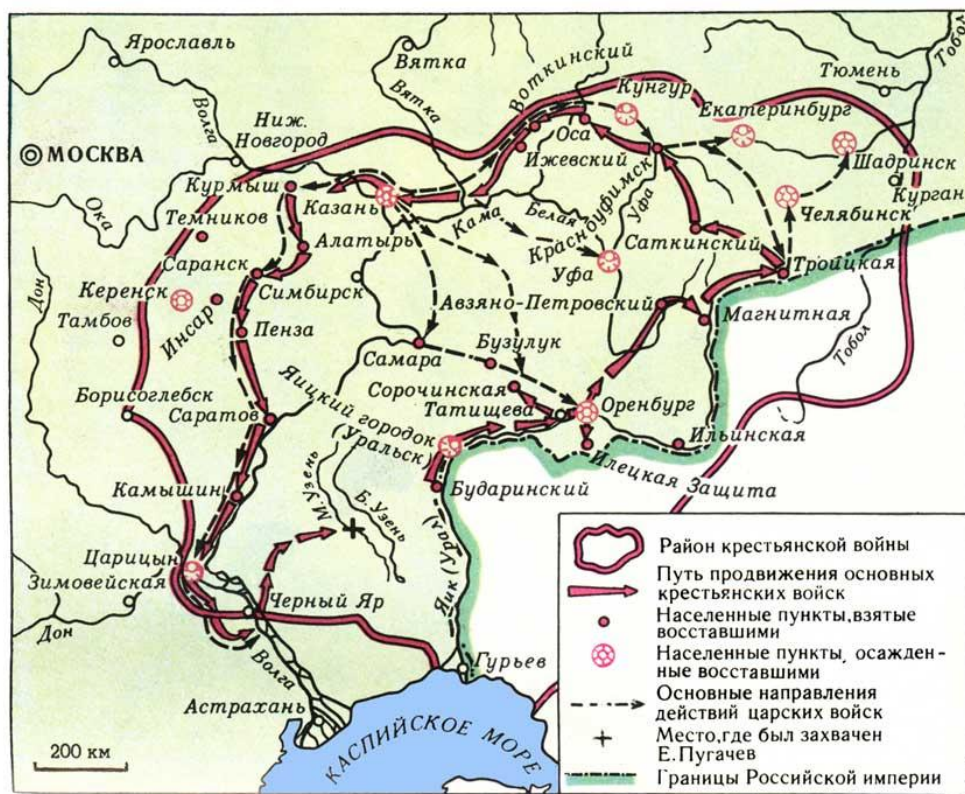 Ярославль
Вятка
Тобол
Тюмень
Волга
Вятка
Воткинский
Кунгур
Екатеринбург
Ниж.
Новгород
Оса
МОСКВА
Ижевский
Шадринск
Курмыш
Казань
Курган
Ока
Темников
Кама
Белая
Красноуфимск
Уфа
Челябинск
Алатырь
Саткинский
Саранск
Тройцкая
Дон
Симбирск
Уфа
Керенск
Авзяно-Петровский
Тамбов
Инсар
Магнитная
Пенза
Тобол
Самара
Бузулук
Сорочинская
Борисоглебск
Яицкий городок
(Уральск)
Татищева
Оренбург
Саратов
Ильинская
Илецкая Защита
Камышин
М.Узень
Б.Узень
Бударинский
Царицын
Зимовейская
Яик (Урал)
Черный Яр
Дон
Волга
Гурьев
Астрахань
КАСПИЙСКОЕ МОРЕ
200 км
Район крестьянской войны
Путь продвижения основных
крестьянских войск
Населенные пункты, взятые
восставшими
Населенные пункты, осажден-
ные восставшими
Основные направления
действий царских войск
Место, где был захвачен
Е. Пугачев
Границы Российской империи